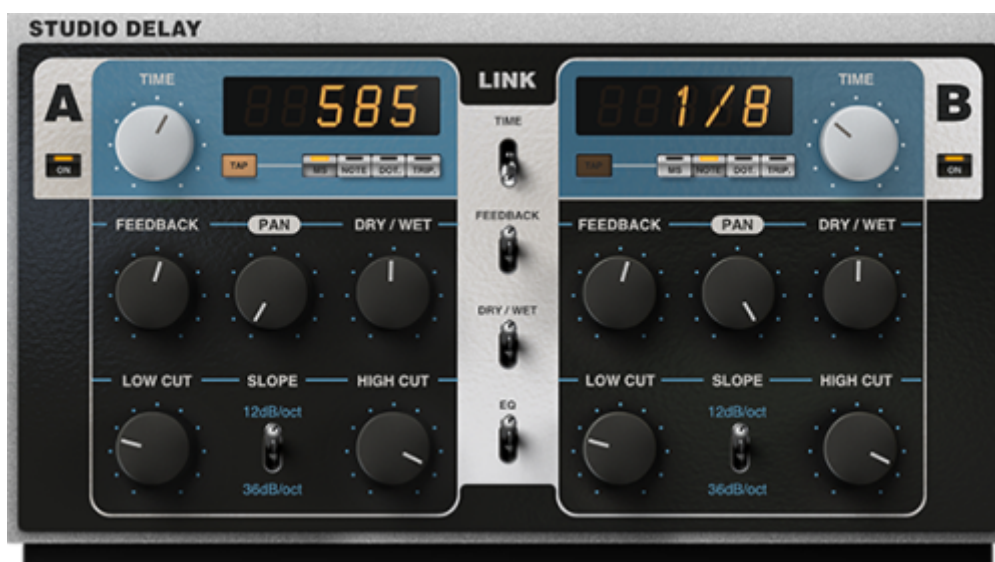 STUDIO DELAY
A
TIME
585
LINK
1/8
TIME
B
ON
TAP
MS NOTE DOT. TRIP.
TIME
TAP
MS NOTE DOT. TRIP.
ON
FEEDBACK
PAN
DRY / WET
FEEDBACK
FEEDBACK
PAN
DRY / WET
DRY / WET
LOW CUT
SLOPE
HIGH CUT
EQ
LOW CUT
SLOPE
HIGH CUT
12dB/oct
12dB/oct
36dB/oct
36dB/oct